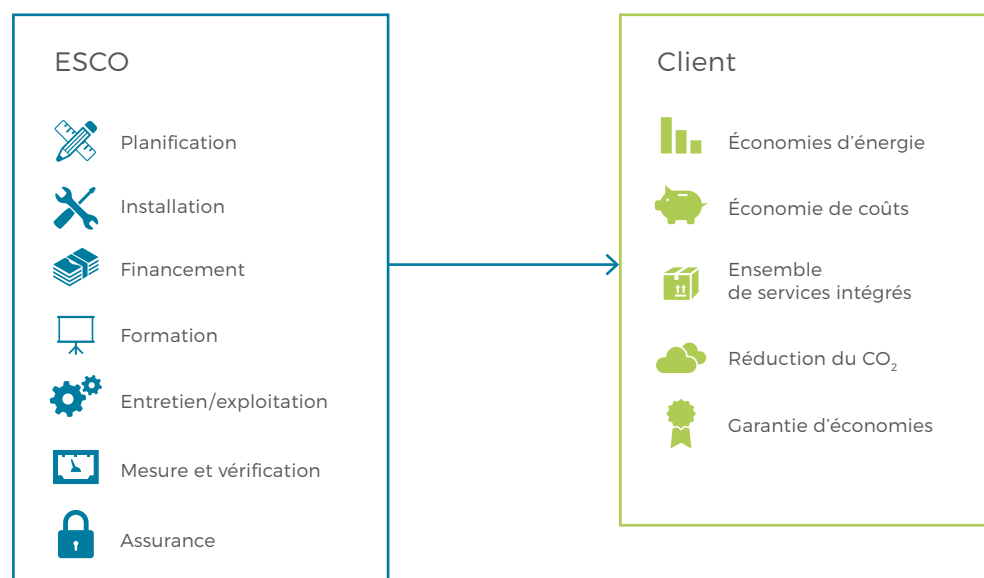 ESCO
Planification
Installation
Financement
Formation
Entretien/exploitation
Mesure et vérification
Assurance
Client
Économies d’énergie
Économie de coûts
Ensemble
de services intégrés
Réduction du CO₂
Garantie d’économies